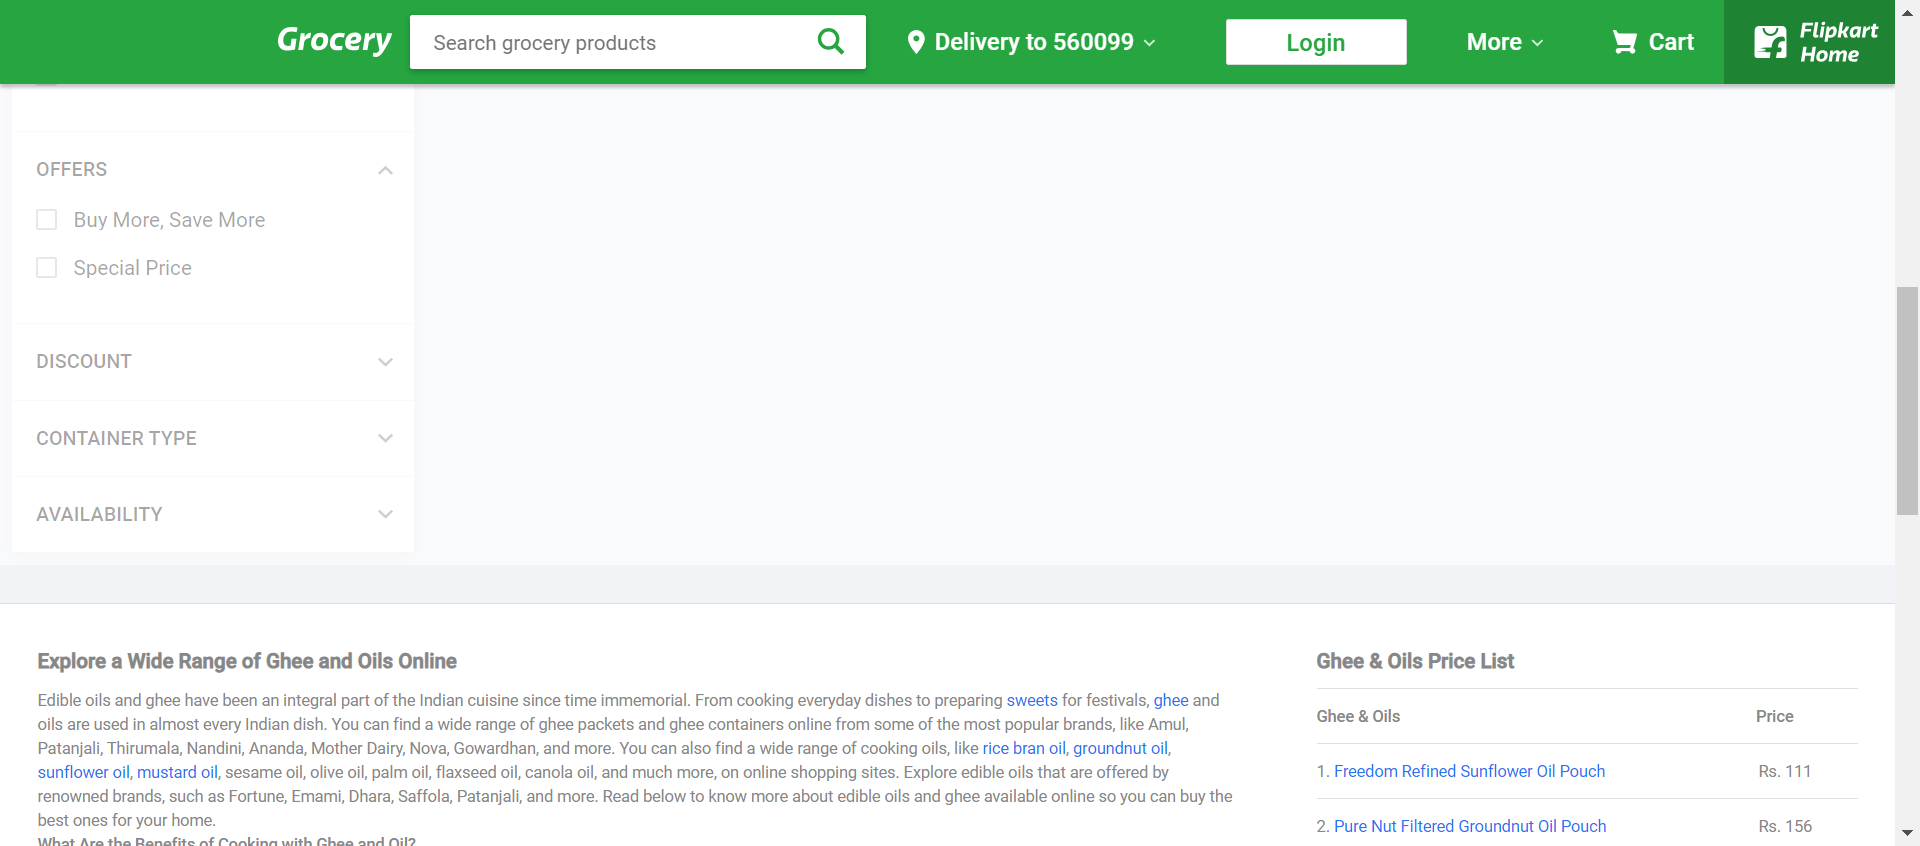 Grocery
Search grocery products
Delivery to 560099
Login
More
Cart
Flipkart
Home
OFFERS
Buy More, Save More
Special Price
DISCOUNT
CONTAINER TYPE
AVAILABILITY
Explore a Wide Range of Ghee and Oils Online
Edible oils and ghee have been an integral part of the Indian cuisine since time immemorial. From cooking everyday dishes to preparing sweets for festivals, ghee and
oils are used in almost every Indian dish. You can find a wide range of ghee packets and ghee containers online from some of the most popular brands, like Amul,
Patanjali, Thirumala, Nandini, Ananda, Mother Dairy, Nova, Gowardhan, and more. You can also find a wide range of cooking oils, like rice bran oil, groundnut oil,
sunflower oil, mustard oil, sesame oil, olive oil, palm oil, flaxseed oil, canola oil, and much more, on online shopping sites. Explore edible oils that are offered by
renowned brands, such as Fortune, Emami, Dhara, Saffola, Patanjali, and more. Read below to know more about edible oils and ghee available online so you can buy the
best ones for your home.
What Are the Benefits of Cooking with Ghee and Oil?
Ghee & Oils Price List
Ghee & Oils Price
1. Freedom Refined Sunflower Oil Pouch Rs. 111
2. Pure Nut Filtered Groundnut Oil Pouch Rs. 156